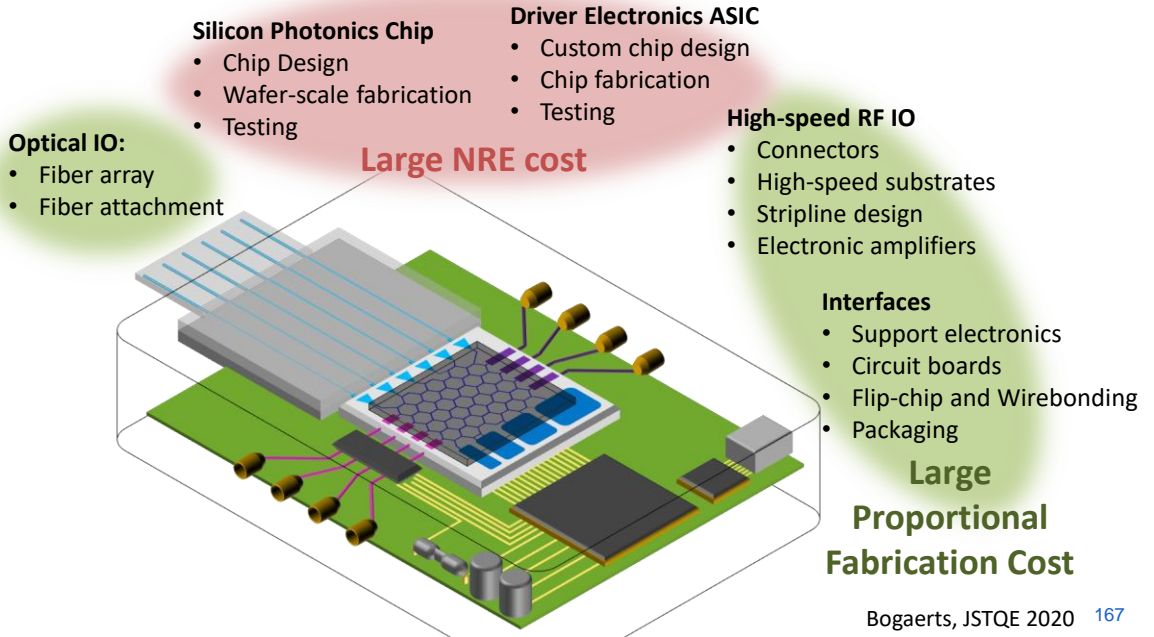 Silicon Photonics Chip
• Chip Design
• Wafer-scale fabrication
• Testing
Driver Electronics ASIC
• Custom chip design
• Chip fabrication
• Testing
Large NRE cost
Optical IO:
• Fiber array
• Fiber attachment
High-speed RF IO
• Connectors
• High-speed substrates
• Stripline design
• Electronic amplifiers
Interfaces
• Support electronics
• Circuit boards
• Flip-chip and Wirebonding
• Packaging
Large
Proportional
Fabrication Cost
Bogaerts, JSTQE 2020 167